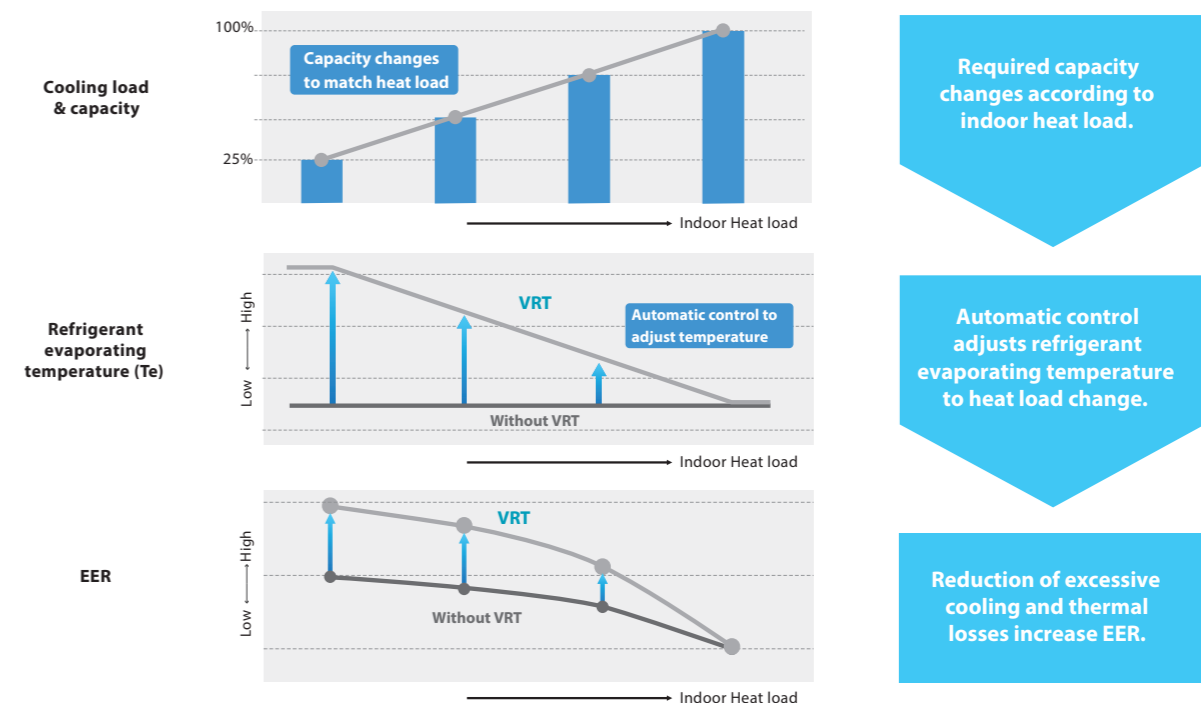 100%
Capacity changes
to match heat load
Cooling load
& capacity
25%
Indoor Heat load
Required capacity
changes according to
indoor heat load.
High
Low
VRT
Automatic control to
adjust temperature
Refrigerant
evaporating
temperature (Te)
Without VRT
Indoor Heat load
Automatic control
adjusts refrigerant
evaporating temperature
to heat load change.
High
Low
VRT
EER
Without VRT
Indoor Heat load
Reduction of excessive
cooling and thermal
losses increase EER.